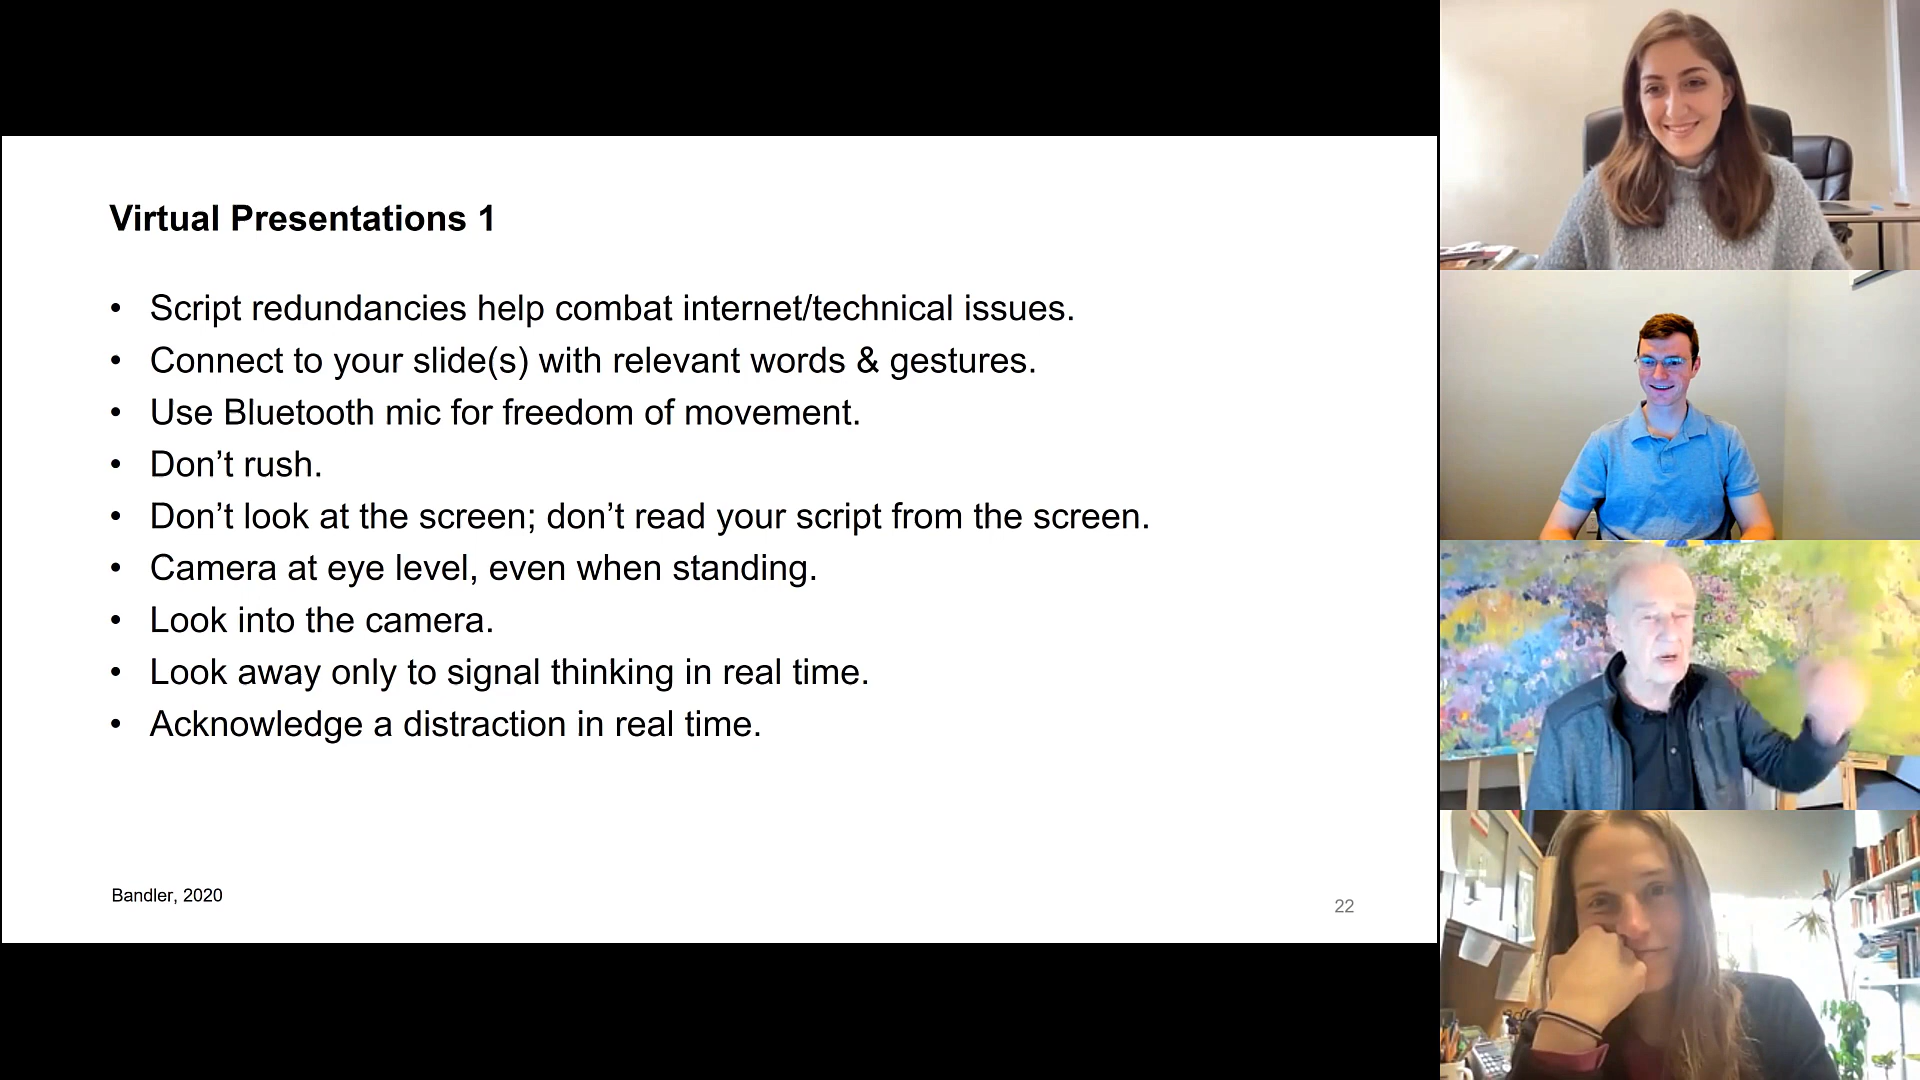 Virtual Presentations 1
• Script redundancies help combat internet/technical issues.
• Connect to your slide(s) with relevant words & gestures.
• Use Bluetooth mic for freedom of movement.
• Don’t rush.
• Don’t look at the screen; don’t read your script from the screen.
• Camera at eye level, even when standing.
• Look into the camera.
• Look away only to signal thinking in real time.
• Acknowledge a distraction in real time.
Bandler, 2020
22